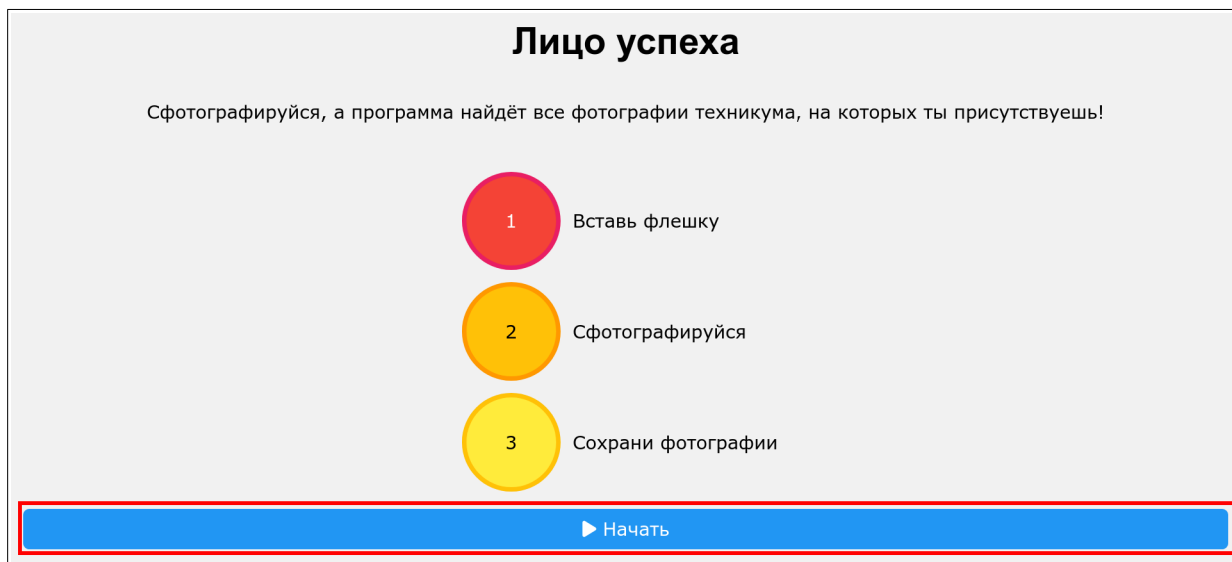 Лицо успеха
Сфотографируйся, а программа найдёт все фотографии техникума, на которых ты присутствуешь!
1 Вставь флешку
2 Сфотографируйся
3 Сохрани фотографии
Начать